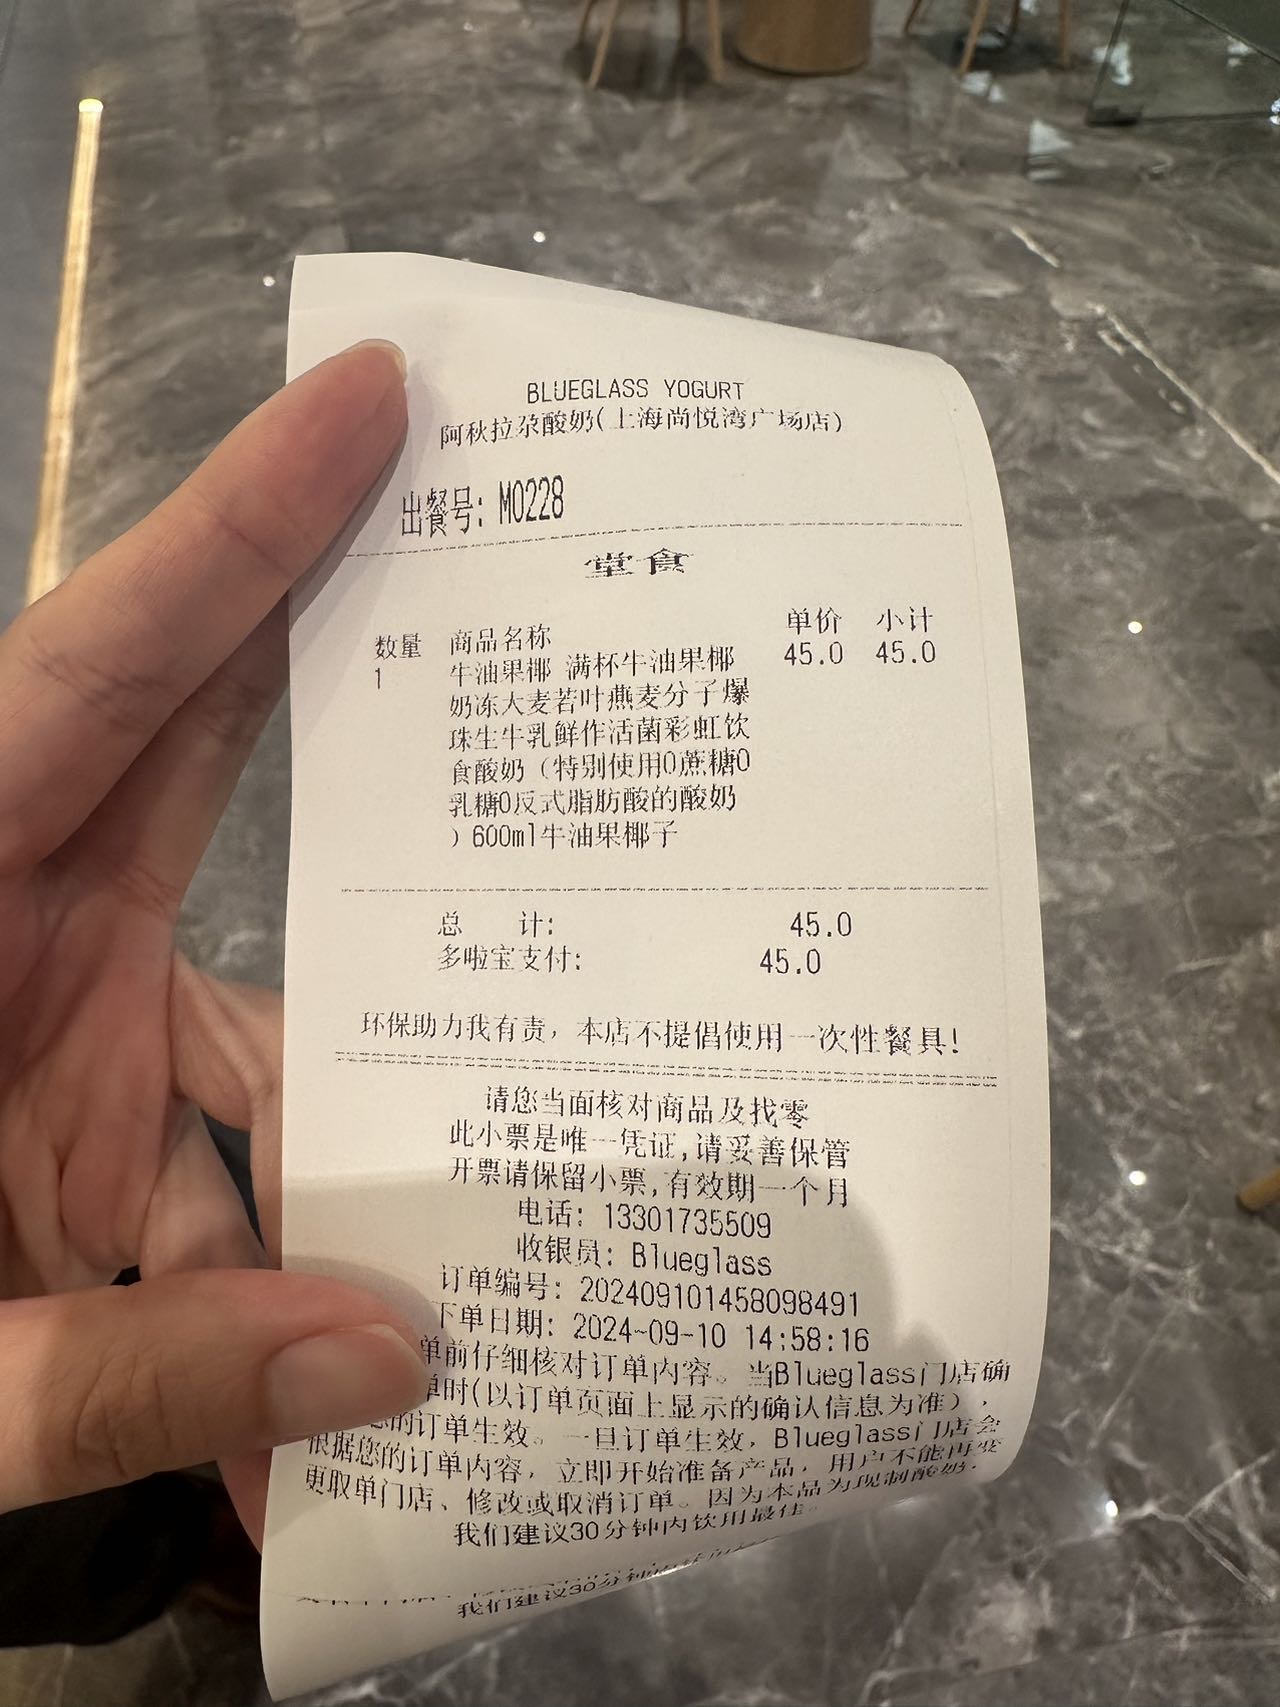 BLUEGLASS YOGURT
阿秋拉尕酸奶(上海尚悦湾广场店)
出餐号: M0228
堂食
数量 商品名称 单价 小计
1 牛油果椰 满杯牛油果椰 45.0 45.0
奶冻大麦若叶燕麦分子爆
珠生牛乳鲜作活菌彩虹饮
食酸奶（特别使用0蔗糖0
乳糖0反式脂肪酸的酸奶
）600ml牛油果椰子
总 计: 45.0
多啦宝支付: 45.0
环保助力我有责，本店不提倡使用一次性餐具!
请您当面核对商品及找零
此小票是唯一凭证,请妥善保管
开票请保留小票,有效期一个月
电话: 13301735509
收银员: Blueglass
订单编号: 202409101458098491
下单日期: 2024-09-10 14:58:16
单前仔细核对订单内容。当Blueglass门店确
单时(以订单页面上显示的确认信息为准)，
您的订单生效。一旦订单生效，Blueglass门店会
根据您的订单内容，立即开始准备产品，用户不能再变
更取单门店、修改或取消订单。因为本品为现制酸奶，
我们建议30分钟内饮用最佳。
我们建议30分钟